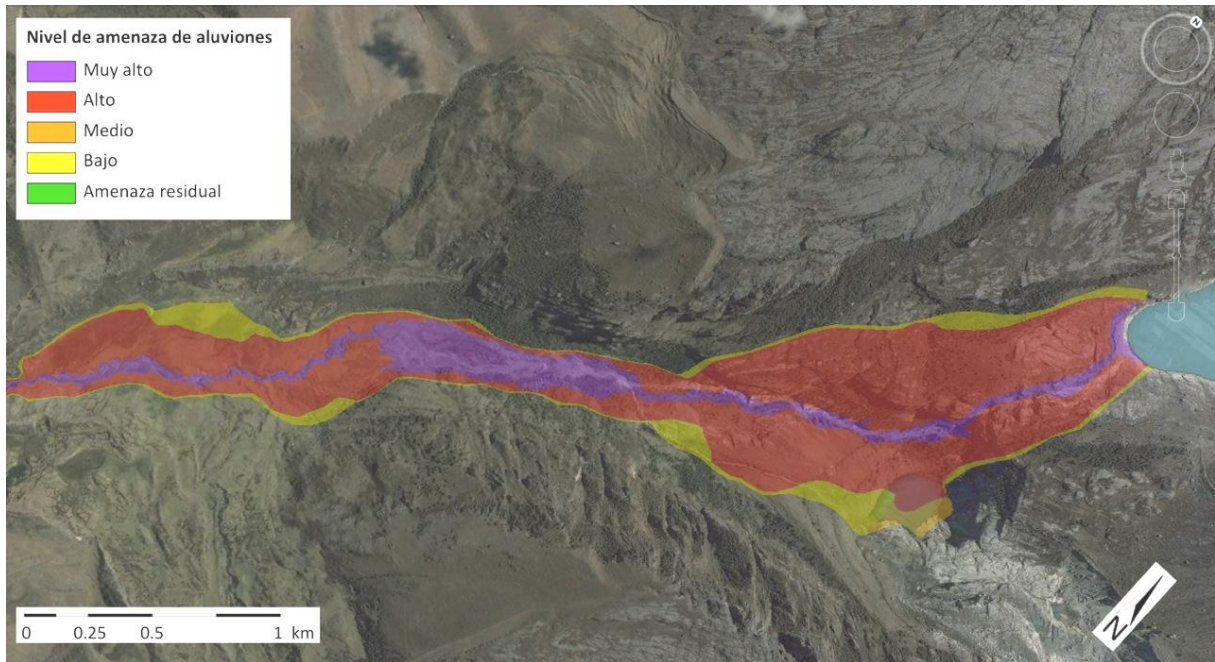 Nivel de amenaza de aluviones
Muy alto
Alto
Medio
Bajo
Amenaza residual
N
0 0.25 0.5 1 km
N